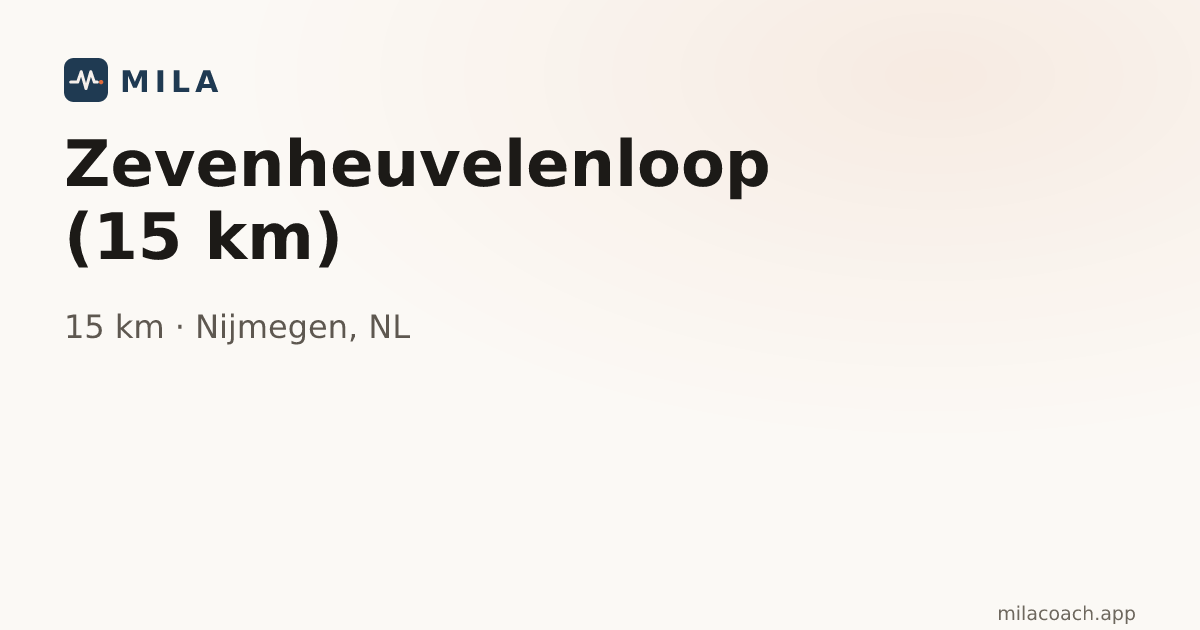 MILA
Zevenheuvelenloop
(15 km)
15 km · Nijmegen, NL
milacoach.app